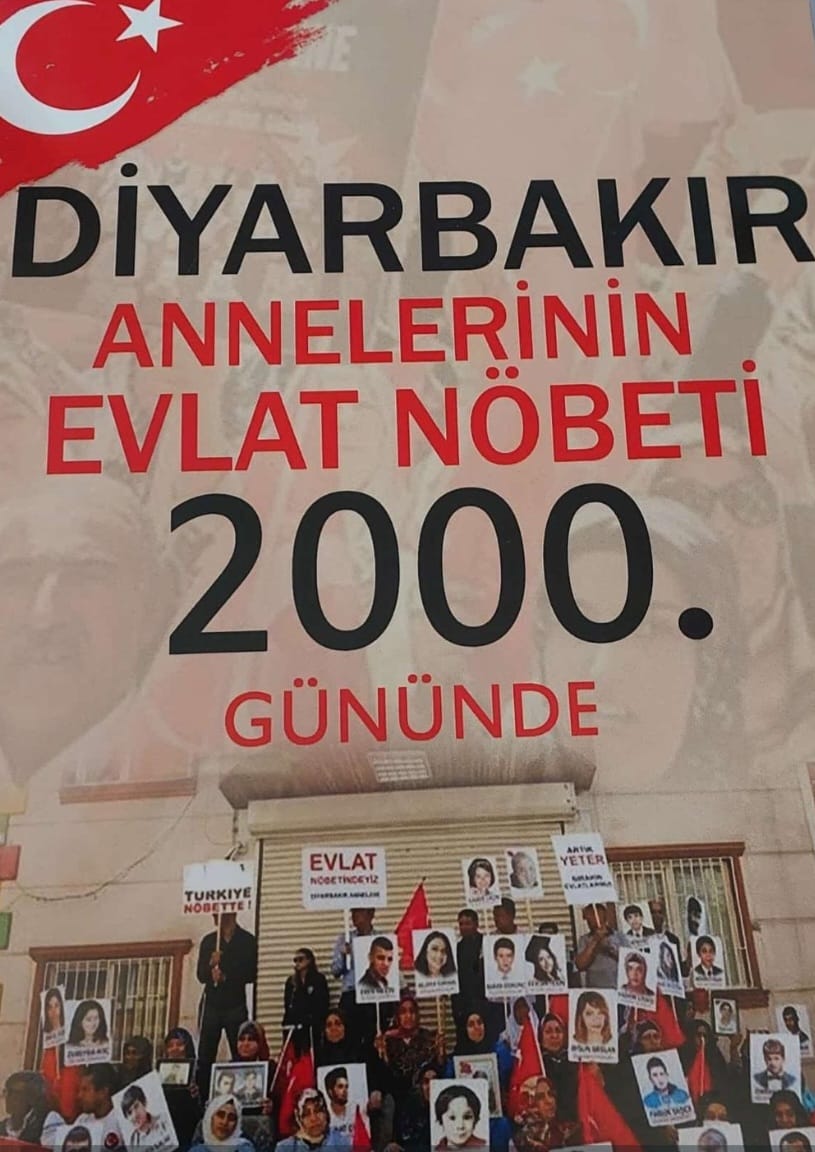 DİYARBAKIR
ANNELERİNİN
EVLAT NÖBETİ
2000.
GÜNÜNDE
TÜRKİYE
NÖBETTE !
EVLAT
NÖBETİNDEYİZ
DİYARBAKIR ANNELERİ
ARTIK
YETER
BIRAKIN
EVLATLARIMIZI